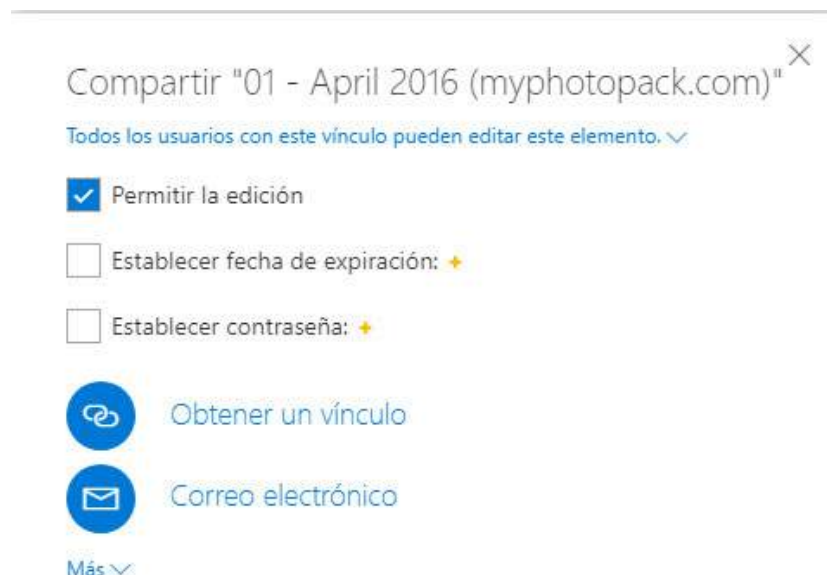 Compartir "01 - April 2016 (myphotopack.com)"
Todos los usuarios con este vínculo pueden editar este elemento.
Permitir la edición
Establecer fecha de expiración:
Establecer contraseña:
Obtener un vínculo
Correo electrónico
Más